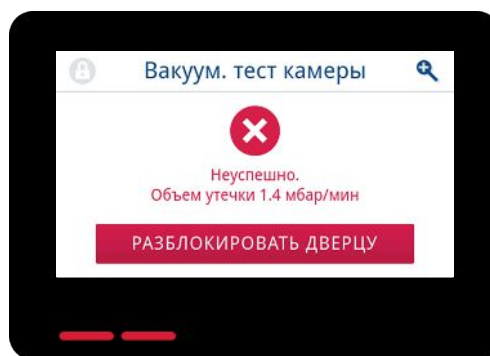 Вакуум. тест камеры
Неуспешно.
Объем утечки 1.4 мбар/мин
РАЗБЛОКИРОВАТЬ ДВЕРЦУ